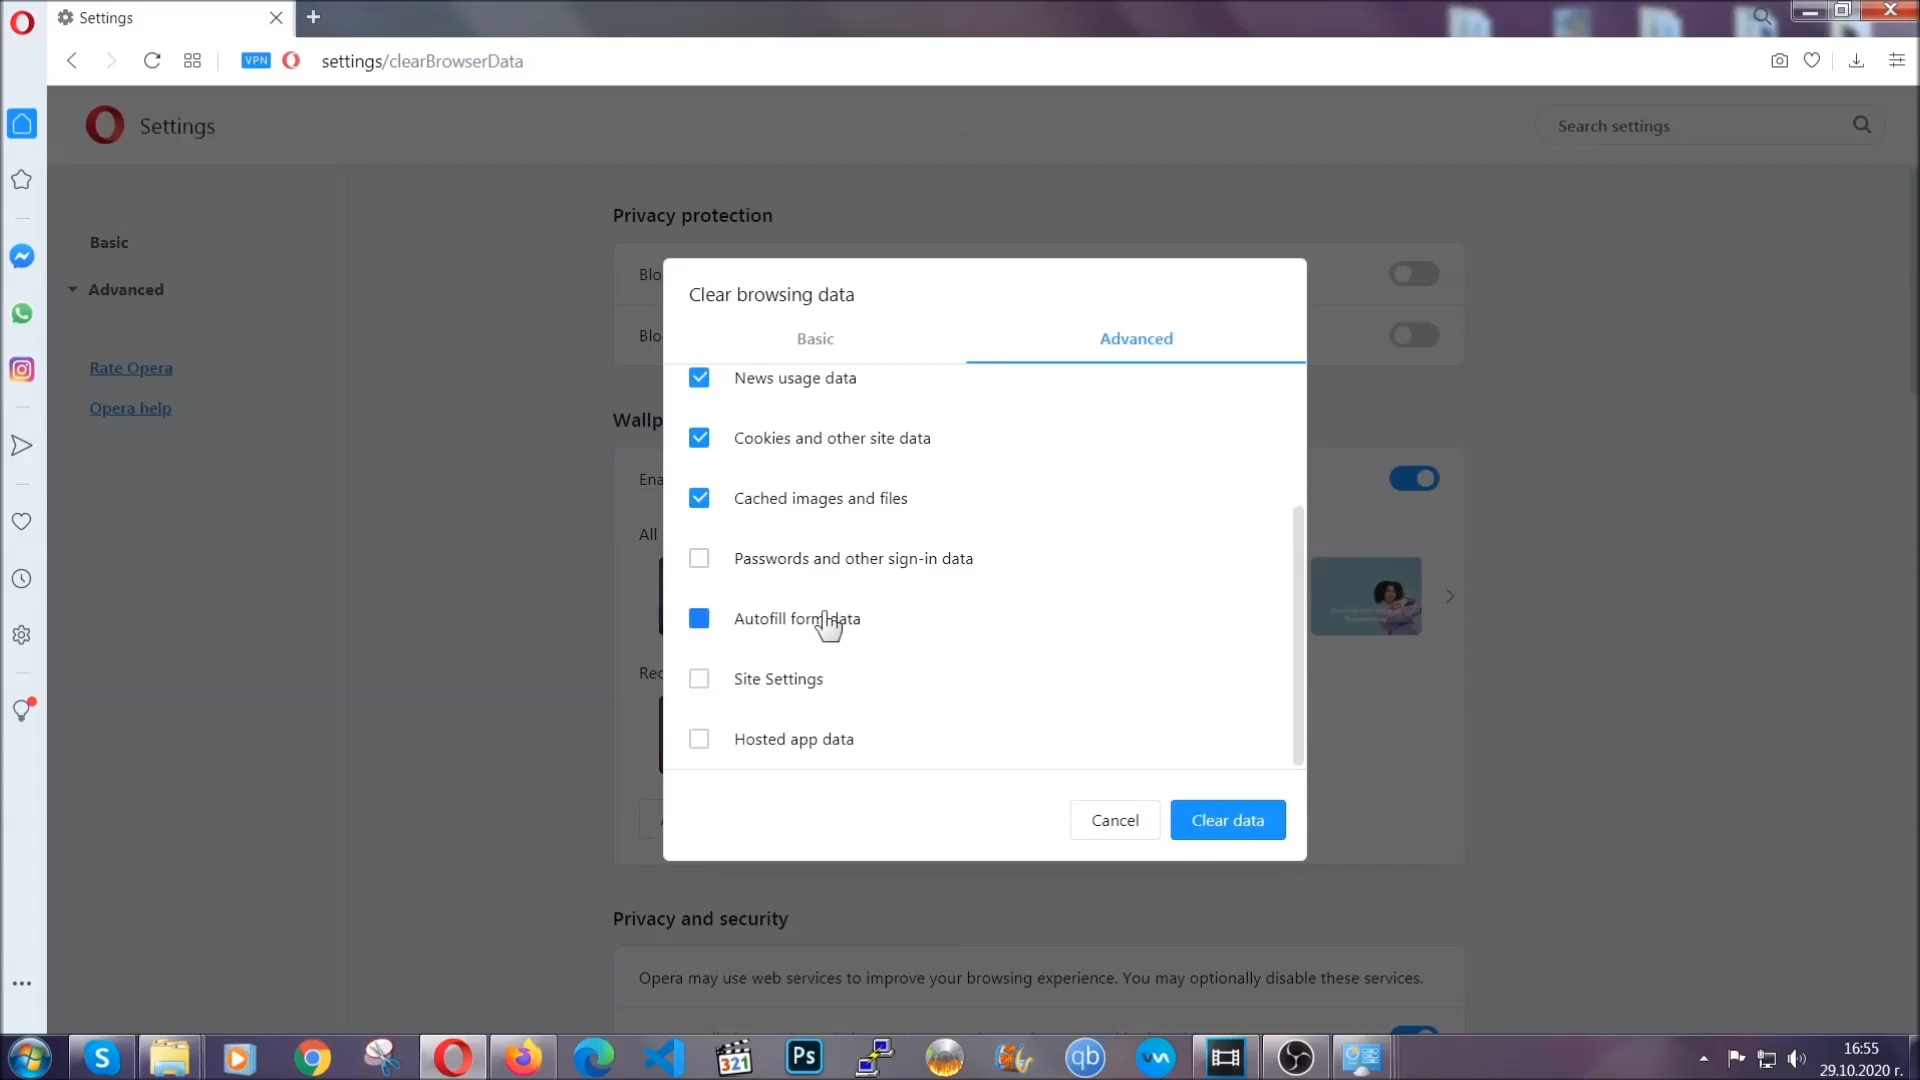 Settings
VPN
settings/clearBrowserData
Settings
Search settings
Basic
Advanced
Rate Opera
Opera help
Privacy protection
Blo
Blo
Wallp
Ena
All
Rec
Clear browsing data
Basic
Advanced
News usage data
Cookies and other site data
Cached images and files
Passwords and other sign-in data
Autofill form data
Site Settings
Hosted app data
Cancel
Clear data
Privacy and security
Opera may use web services to improve your browsing experience. You may optionally disable these services.
S
321
Ps
qb
16:55
29.10.2020 г.